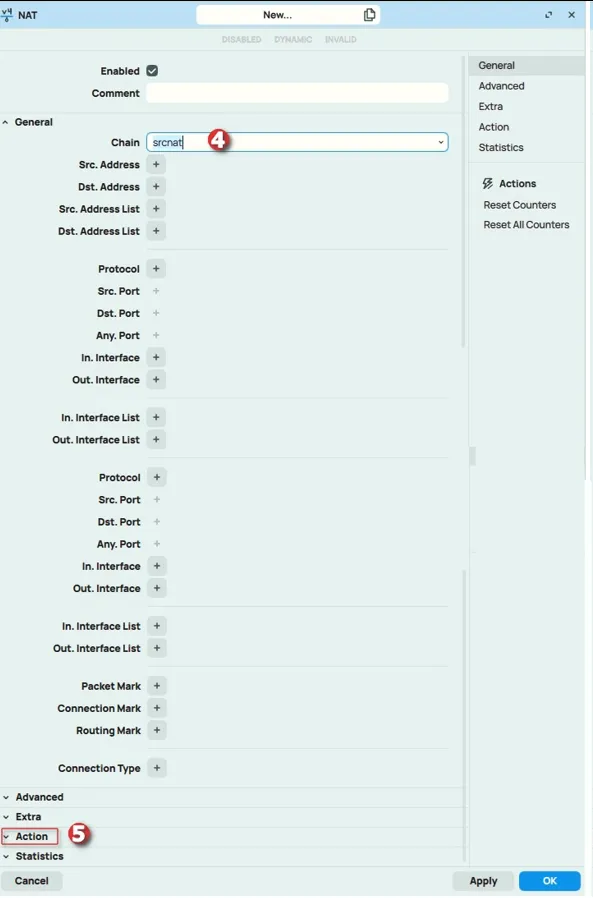 v4
6
NAT
New...
DISABLED DYNAMIC INVALID
Enabled
Comment
General
Chain srcnat 4
Src. Address +
Dst. Address +
Src. Address List +
Dst. Address List +
Protocol +
Src. Port +
Dst. Port +
Any. Port +
In. Interface +
Out. Interface +
In. Interface List +
Out. Interface List +
Protocol +
Src. Port +
Dst. Port +
Any. Port +
In. Interface +
Out. Interface +
In. Interface List +
Out. Interface List +
Packet Mark +
Connection Mark +
Routing Mark +
Connection Type +
Advanced
Extra
Action 5
Statistics
Cancel
Apply
OK
General
Advanced
Extra
Action
Statistics
Actions
Reset Counters
Reset All Counters